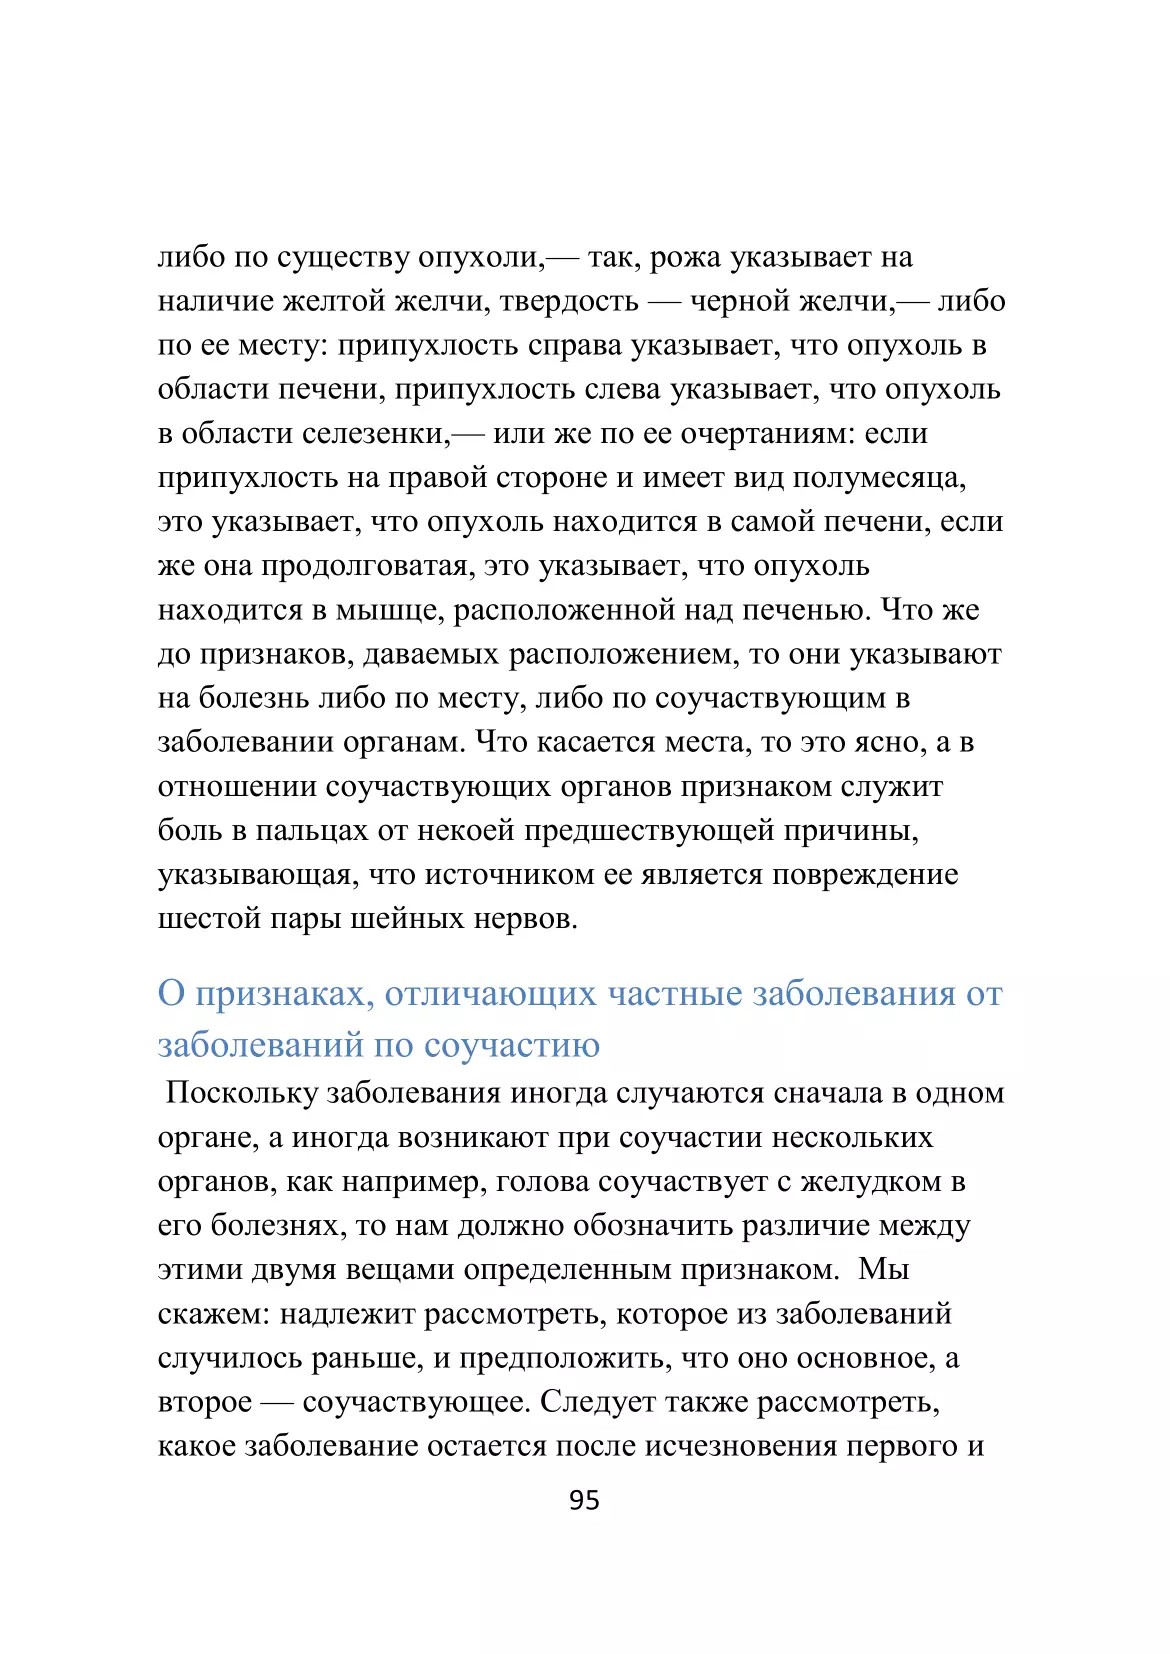 либо по существу опухоли,— так, рожа указывает на
наличие желтой желчи, твердость — черной желчи,— либо
по ее месту: припухлость справа указывает, что опухоль в
области печени, припухлость слева указывает, что опухоль
в области селезенки,— или же по ее очертаниям: если
припухлость на правой стороне и имеет вид полумесяца,
это указывает, что опухоль находится в самой печени, если
же она продолговатая, это указывает, что опухоль
находится в мышце, расположенной над печенью. Что же
до признаков, даваемых расположением, то они указывают
на болезнь либо по месту, либо по соучаствующим в
заболевании органам. Что касается места, то это ясно, а в
отношении соучаствующих органов признаком служит
боль в пальцах от некоей предшествующей причины,
указывающая, что источником ее является повреждение
шестой пары шейных нервов.
О признаках, отличающих частные заболевания от
заболеваний по соучастию
Поскольку заболевания иногда случаются сначала в одном
органе, а иногда возникают при соучастии нескольких
органов, как например, голова соучаствует с желудком в
его болезнях, то нам должно обозначить различие между
этими двумя вещами определенным признаком.  Мы
скажем: надлежит рассмотреть, которое из заболеваний
случилось раньше, и предположить, что оно основное, а
второе — соучаствующее. Следует также рассмотреть,
какое заболевание остается после исчезновения первого и
95